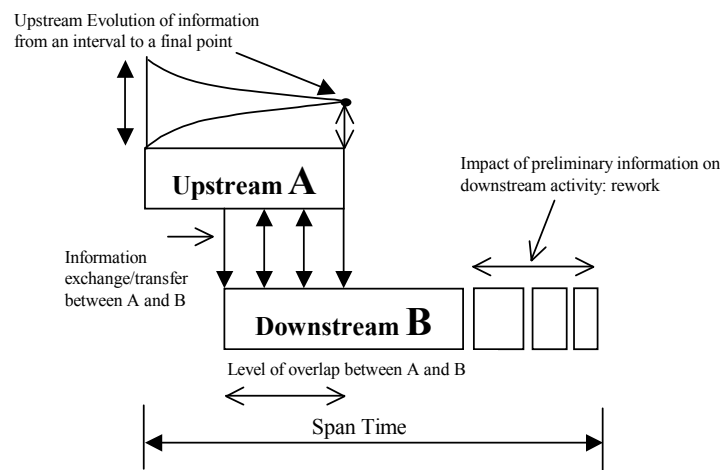 Upstream Evolution of information
from an interval to a final point
Upstream A
Impact of preliminary information on
downstream activity: rework
Information
exchange/transfer
between A and B
Downstream B
Level of overlap between A and B
Span Time